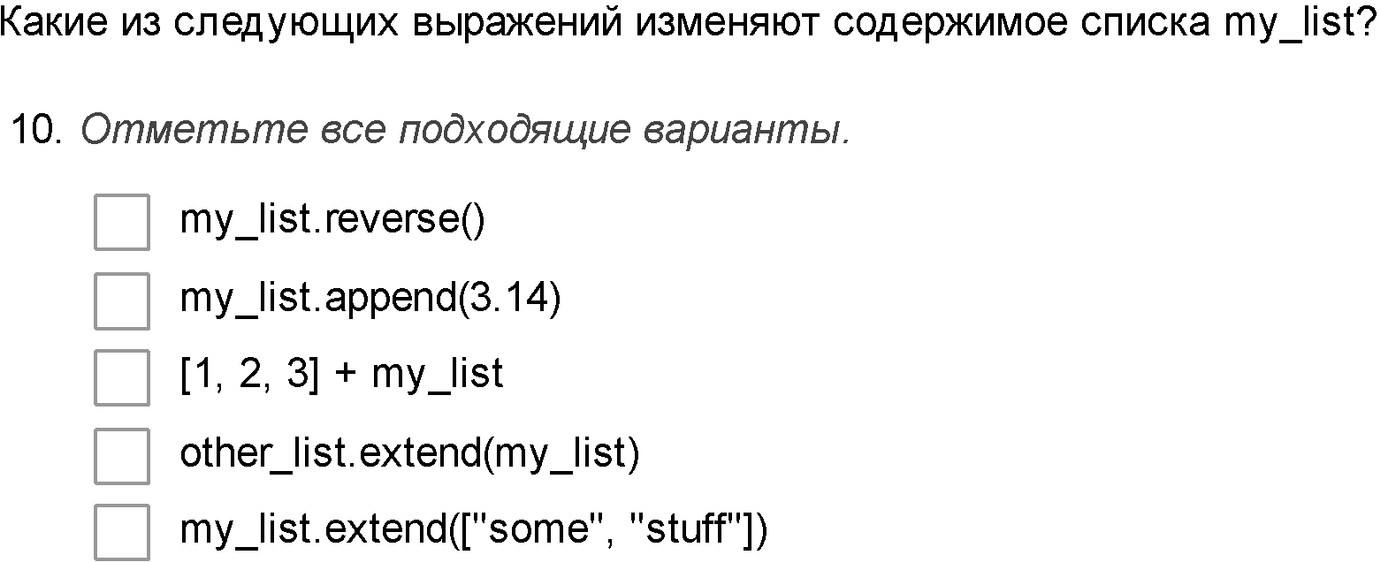 Какие из следующих выражений изменяют содержимое списка my_list?
10. Отметьте все подходящие варианты.
my_list.reverse()
my_list.append(3.14)
[1, 2, 3] + my_list
other_list.extend(my_list)
my_list.extend(["some", "stuff"])